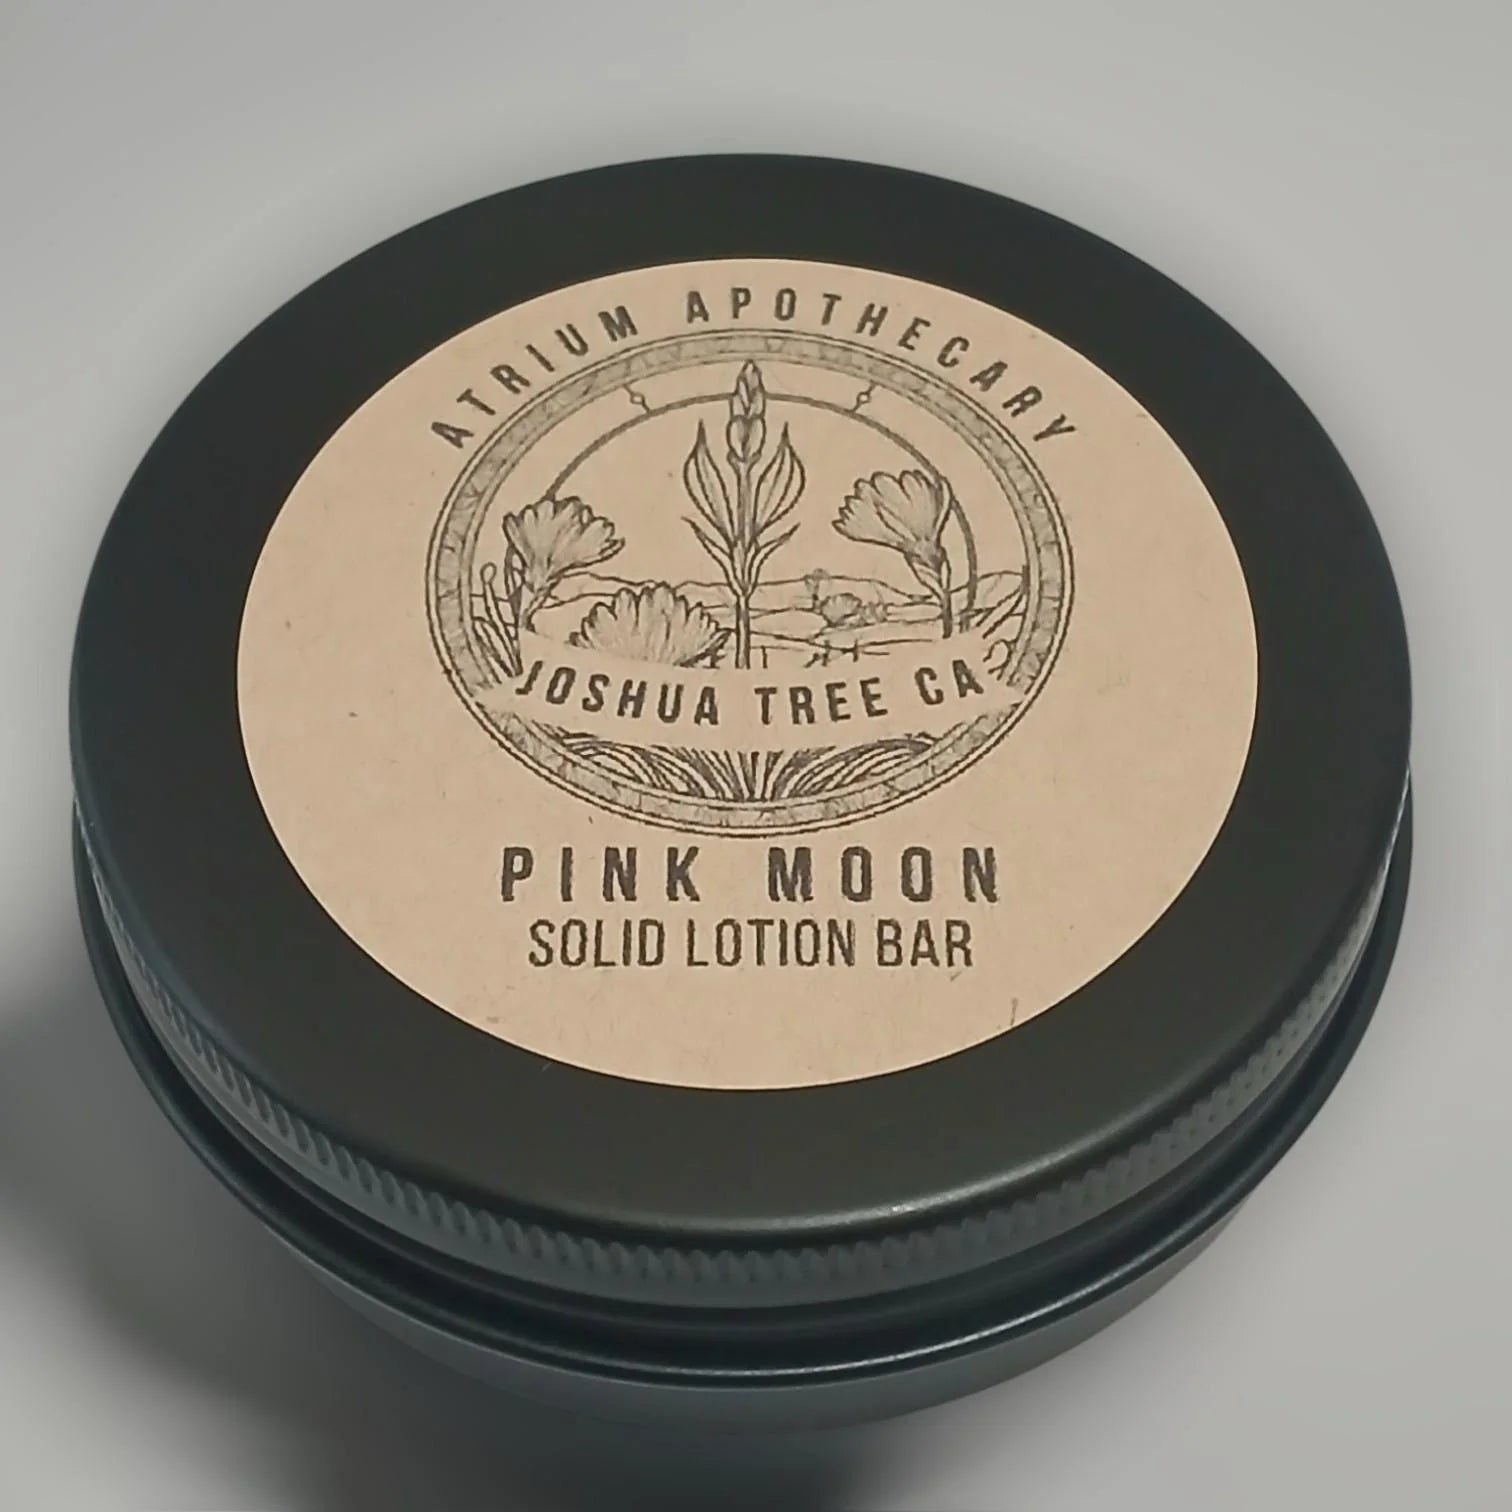 ATRIUM APOTHECARY
JOSHUA TREE CA
PINK MOON
SOLID LOTION BAR